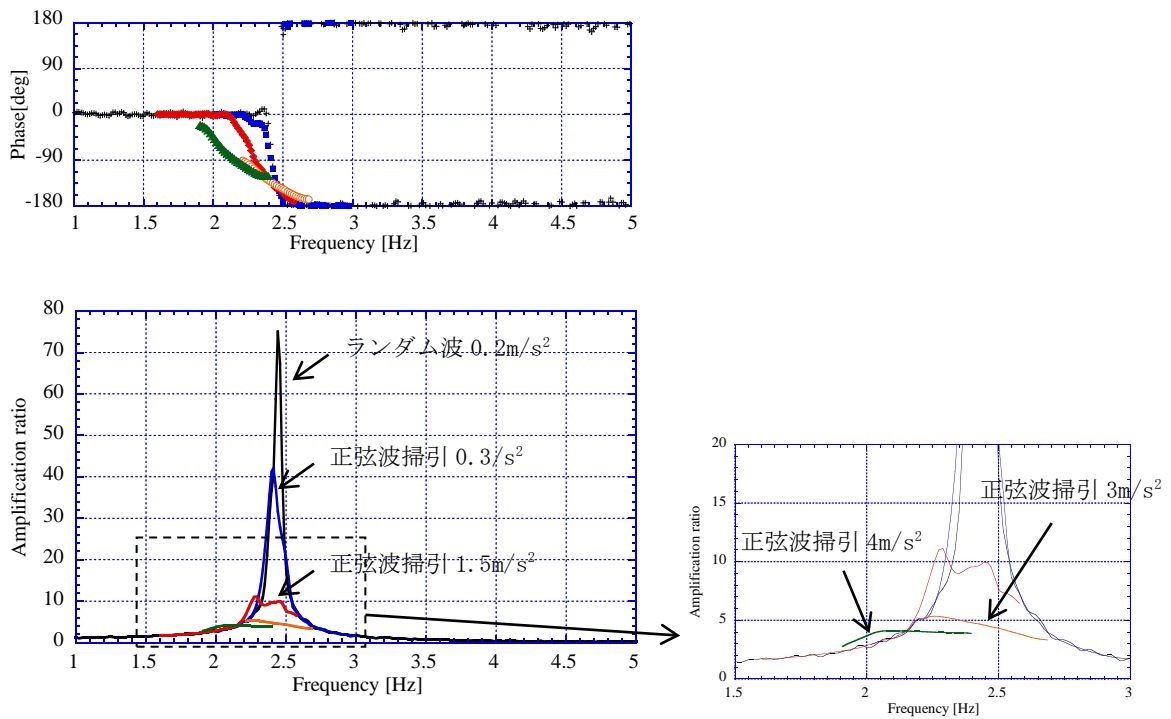 Phase[deg]
180
90
0
-90
-180
1 1.5 2 2.5 3 3.5 4 4.5 5
Frequency [Hz]
Amplification ratio
80
70
60
50
40
30
20
10
0
ランダム波 0.2m/s²
正弦波掃引 0.3/s²
正弦波掃引 1.5m/s²
1 1.5 2 2.5 3 3.5 4 4.5 5
Frequency [Hz]
Amplification ratio
20
15
10
5
0
正弦波掃引 3m/s²
正弦波掃引 4m/s²
1.5 2 2.5 3
Frequency [Hz]